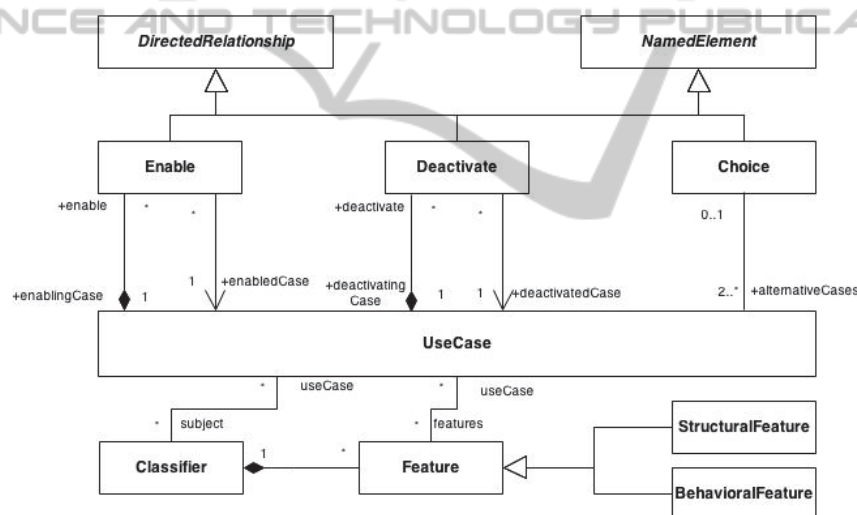 NCE AND TECHNOLOGY PUBLICA
DirectedRelationship
NamedElement
Enable
Deactivate
Choice
+enable
*
*
+deactivate
*
*
0..1
+enablingCase
1
1
+enabledCase
+deactivating
Case
1
1
+deactivatedCase
2..*
+alternativeCases
UseCase
*
useCase
*
useCase
*
subject
*
features
StructuralFeature
Classifier
1
*
Feature
BehavioralFeature